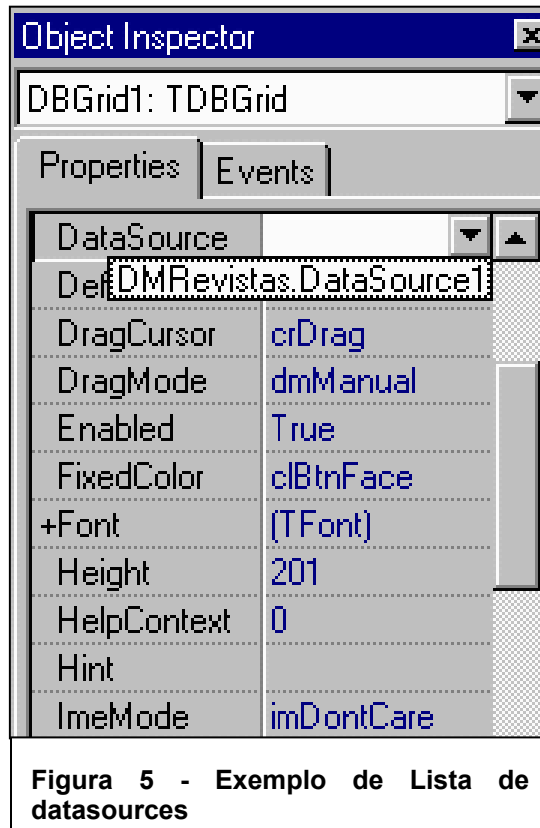 Object Inspector
DBGrid1: TDBGrid
Properties Events
DataSource
Def DMRevistas.DataSource1
DragCursor crDrag
DragMode dmManual
Enabled True
FixedColor clBtnFace
+Font (TFont)
Height 201
HelpContext 0
Hint
ImeMode imDontCare
Figura 5 - Exemplo de Lista de
datasources